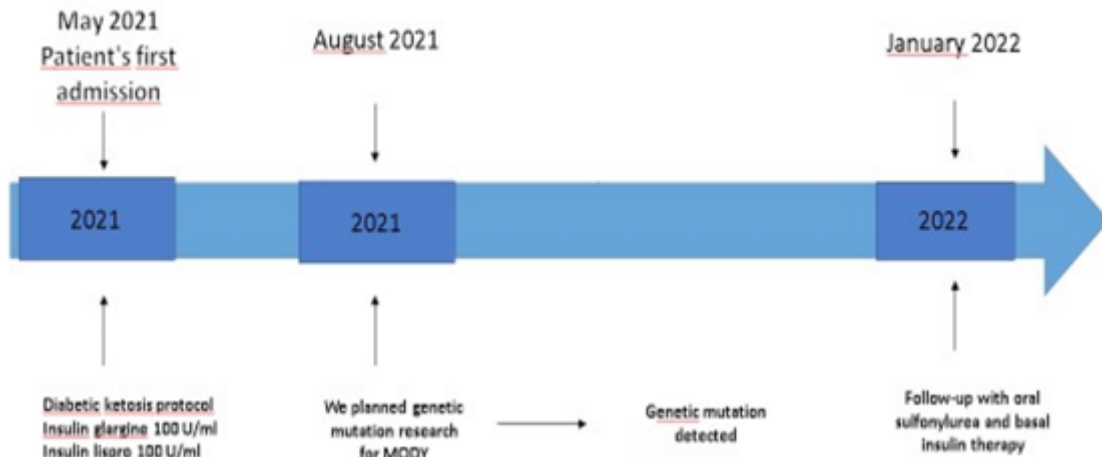 May 2021
Patient's first
admission
August 2021
January 2022
2021
2021
2022
Diabetic ketosis protocol
Insulin glargine 100 U/ml
Insulin lispro 100 U/ml
We planned genetic
mutation research
for MODY
Genetic mutation
detected
Follow-up with oral
sulfonylurea and basal
insulin therapy